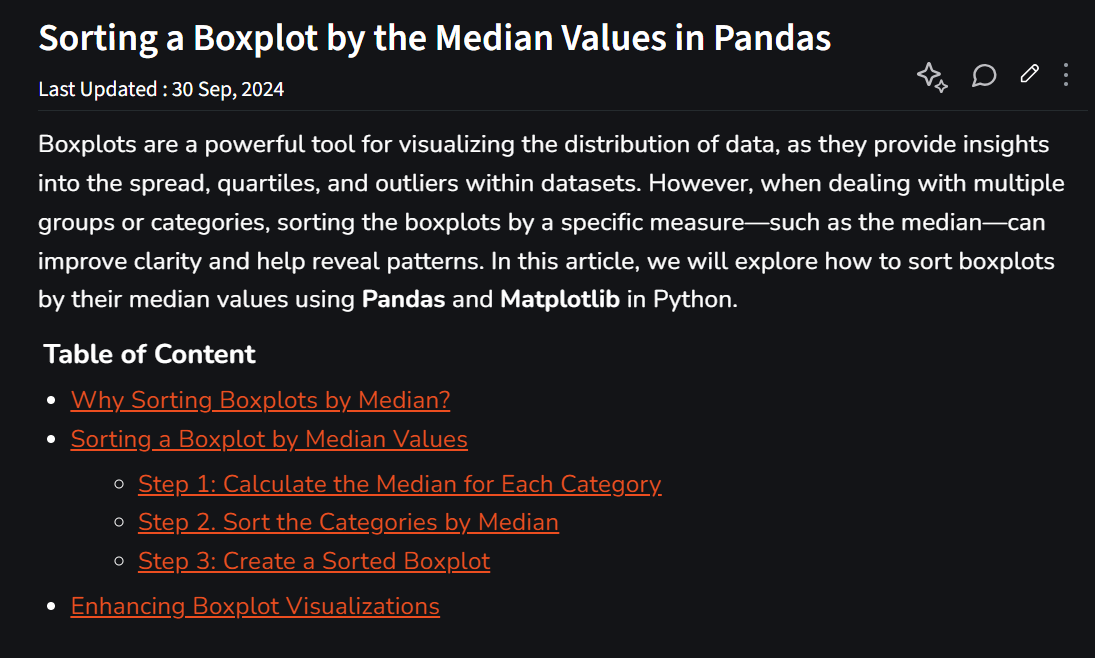 Sorting a Boxplot by the Median Values in Pandas
Last Updated : 30 Sep, 2024
Boxplots are a powerful tool for visualizing the distribution of data, as they provide insights
into the spread, quartiles, and outliers within datasets. However, when dealing with multiple
groups or categories, sorting the boxplots by a specific measure—such as the median—can
improve clarity and help reveal patterns. In this article, we will explore how to sort boxplots
by their median values using Pandas and Matplotlib in Python.
Table of Content
Why Sorting Boxplots by Median?
Sorting a Boxplot by Median Values
Step 1: Calculate the Median for Each Category
Step 2. Sort the Categories by Median
Step 3: Create a Sorted Boxplot
Enhancing Boxplot Visualizations